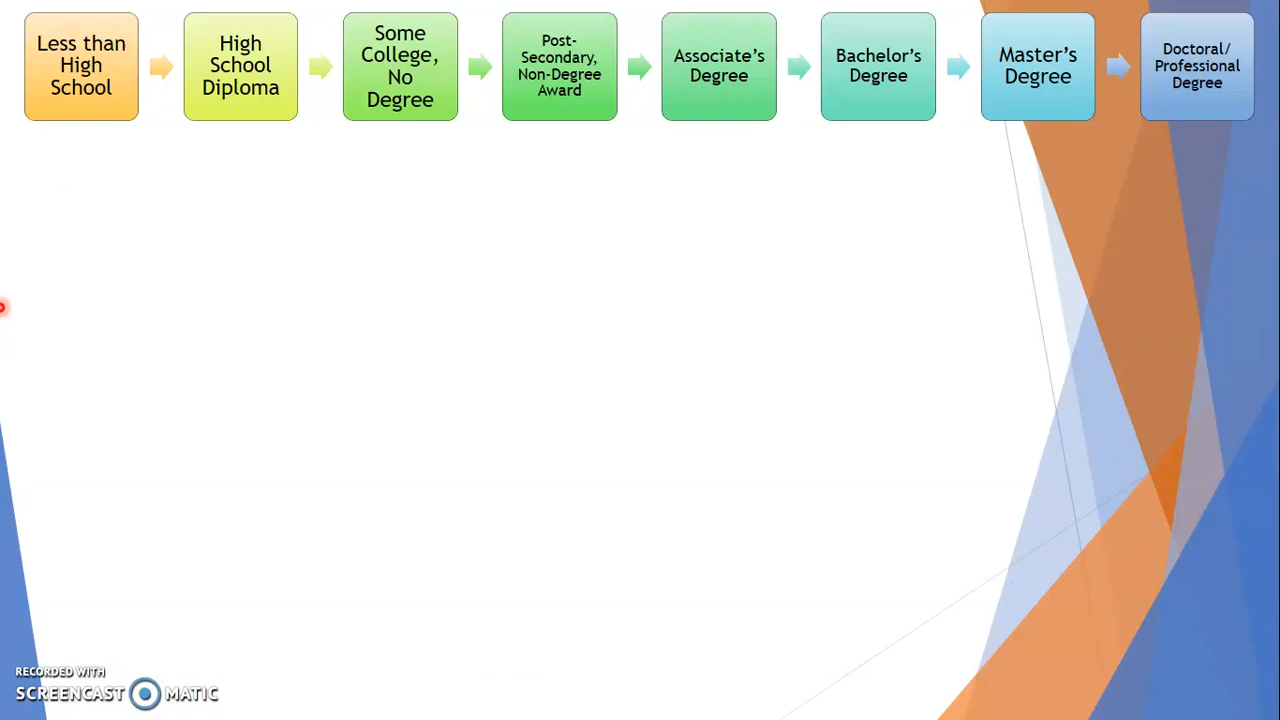 Less than
High
School
High
School
Diploma
Some
College,
No
Degree
Post-
Secondary,
Non-Degree
Award
Associate’s
Degree
Bachelor’s
Degree
Master’s
Degree
Doctoral/
Professional
Degree
RECORDED WITH
SCREENCAST MATIC